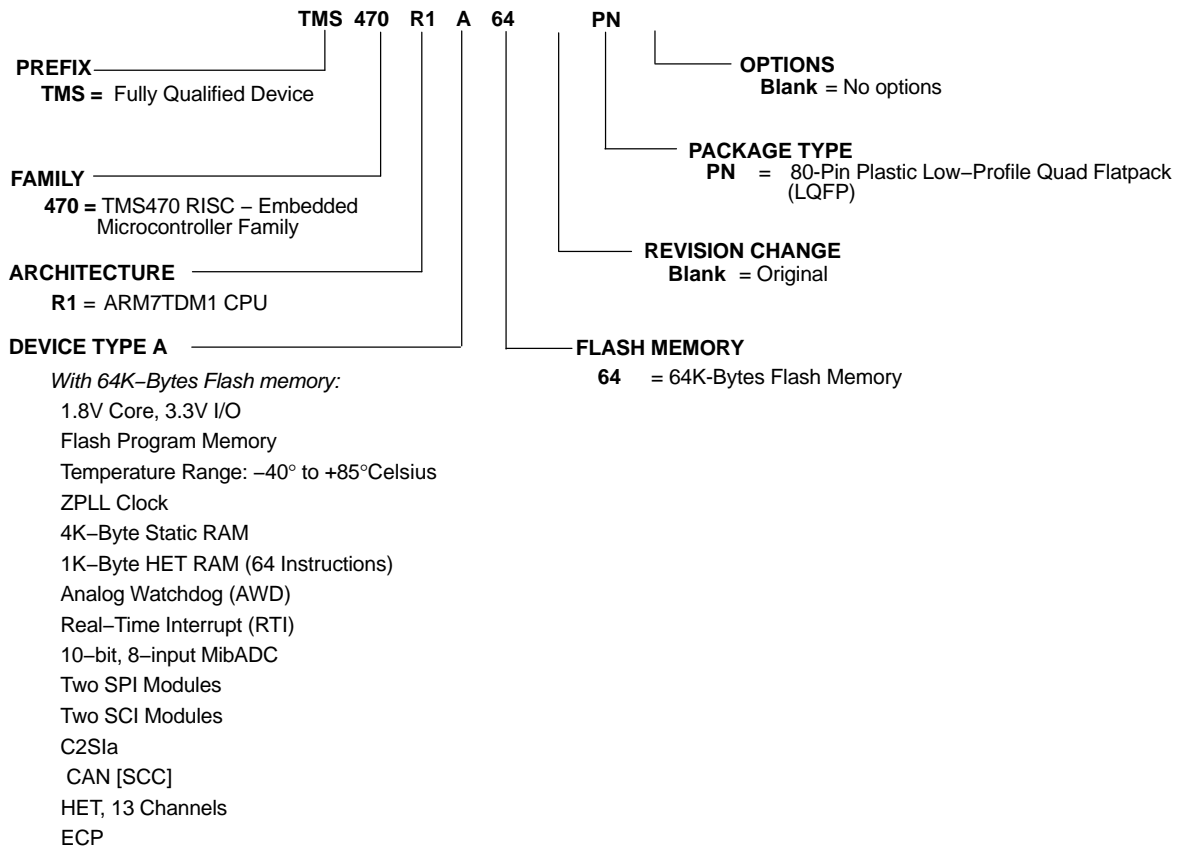 TMS 470 R1 A 64 PN
PREFIX
TMS = Fully Qualified Device
OPTIONS
Blank = No options
PACKAGE TYPE
PN = 80-Pin Plastic Low−Profile Quad Flatpack
(LQFP)
FAMILY
470 = TMS470 RISC − Embedded
Microcontroller Family
REVISION CHANGE
Blank = Original
ARCHITECTURE
R1 = ARM7TDM1 CPU
DEVICE TYPE A
FLASH MEMORY
64 = 64K-Bytes Flash Memory
With 64K−Bytes Flash memory:
1.8V Core, 3.3V I/O
Flash Program Memory
Temperature Range: −40° to +85°Celsius
ZPLL Clock
4K−Byte Static RAM
1K−Byte HET RAM (64 Instructions)
Analog Watchdog (AWD)
Real−Time Interrupt (RTI)
10−bit, 8−input MibADC
Two SPI Modules
Two SCI Modules
C2SIa
CAN [SCC]
HET, 13 Channels
ECP